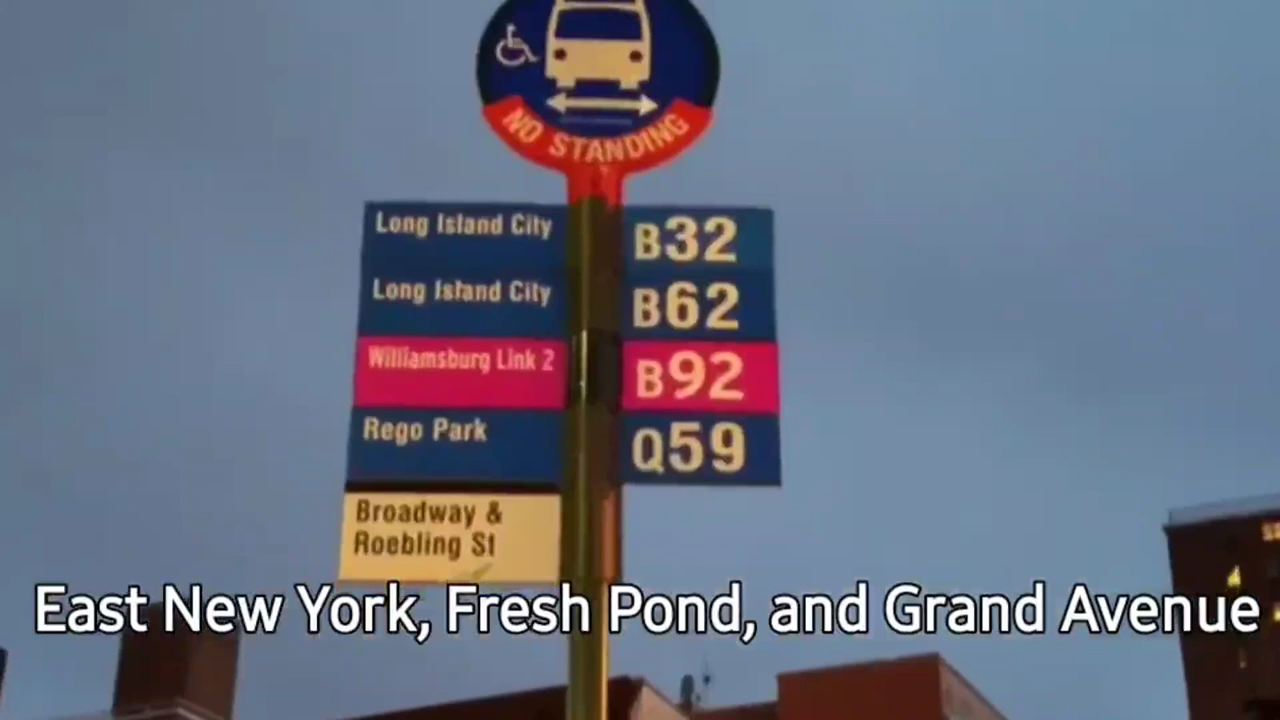 NO STANDING
Long Island City B32
Long Island City B62
Williamsburg Link 2 B92
Rego Park Q59
Broadway &
Roebling St
East New York, Fresh Pond, and Grand Avenue